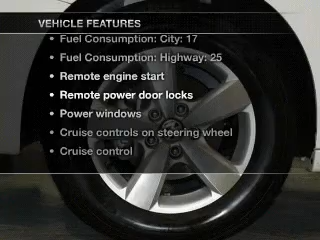 VEHICLE FEATURES
• Fuel Consumption: City: 17
• Fuel Consumption: Highway: 25
• Remote engine start
• Remote power door locks
• Power windows
• Cruise controls on steering wheel
• Cruise control